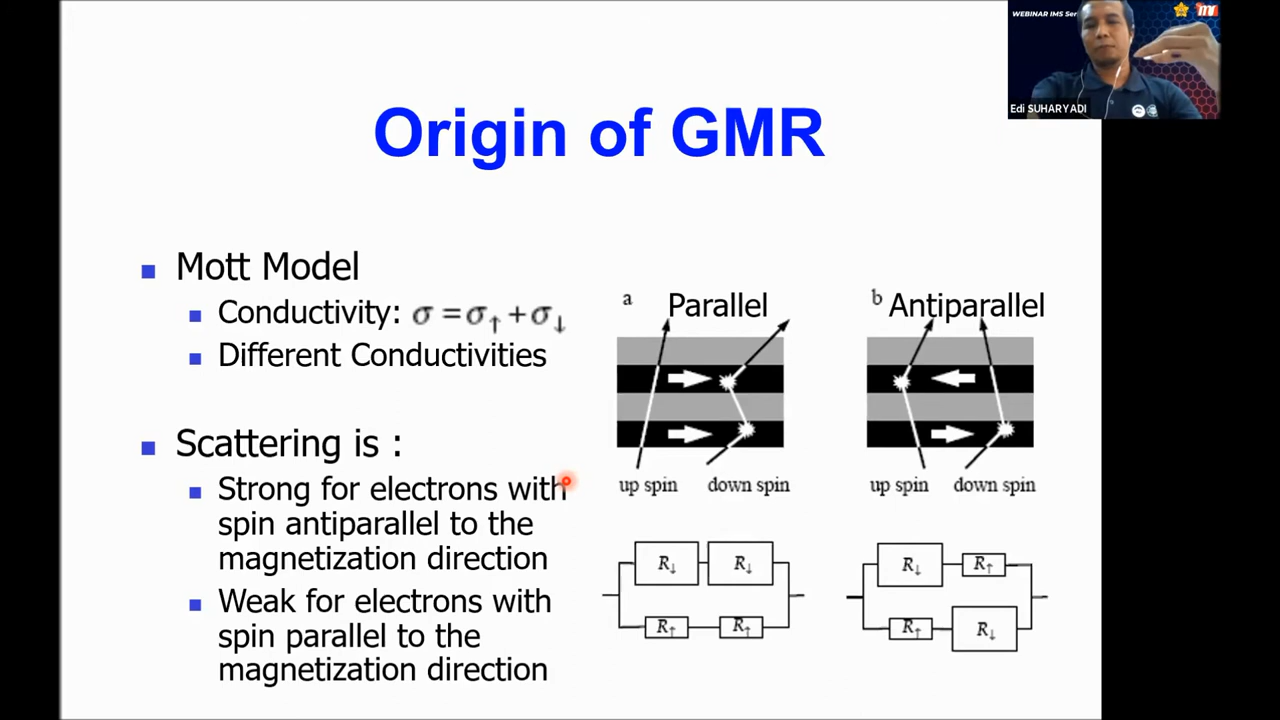 WEBINAR IMS Ser
Edi SUHARYADI
Origin of GMR
Mott Model
Conductivity: σ = σ↑ + σ↓
Different Conductivities
Scattering is :
Strong for electrons with
spin antiparallel to the
magnetization direction
Weak for electrons with
spin parallel to the
magnetization direction
a Parallel
b Antiparallel
up spin down spin
up spin down spin
R↓ R↓
R↑ R↑
R↓ R↑
R↑ R↓